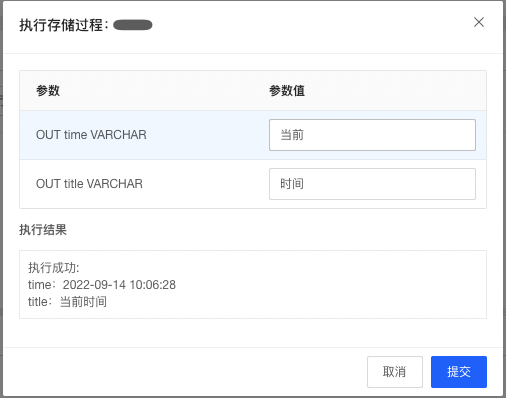 执行存储过程：
参数 参数值
OUT time VARCHAR 当前
OUT title VARCHAR 时间
执行结果
执行成功:
time：2022-09-14 10:06:28
title：当前时间
取消 提交